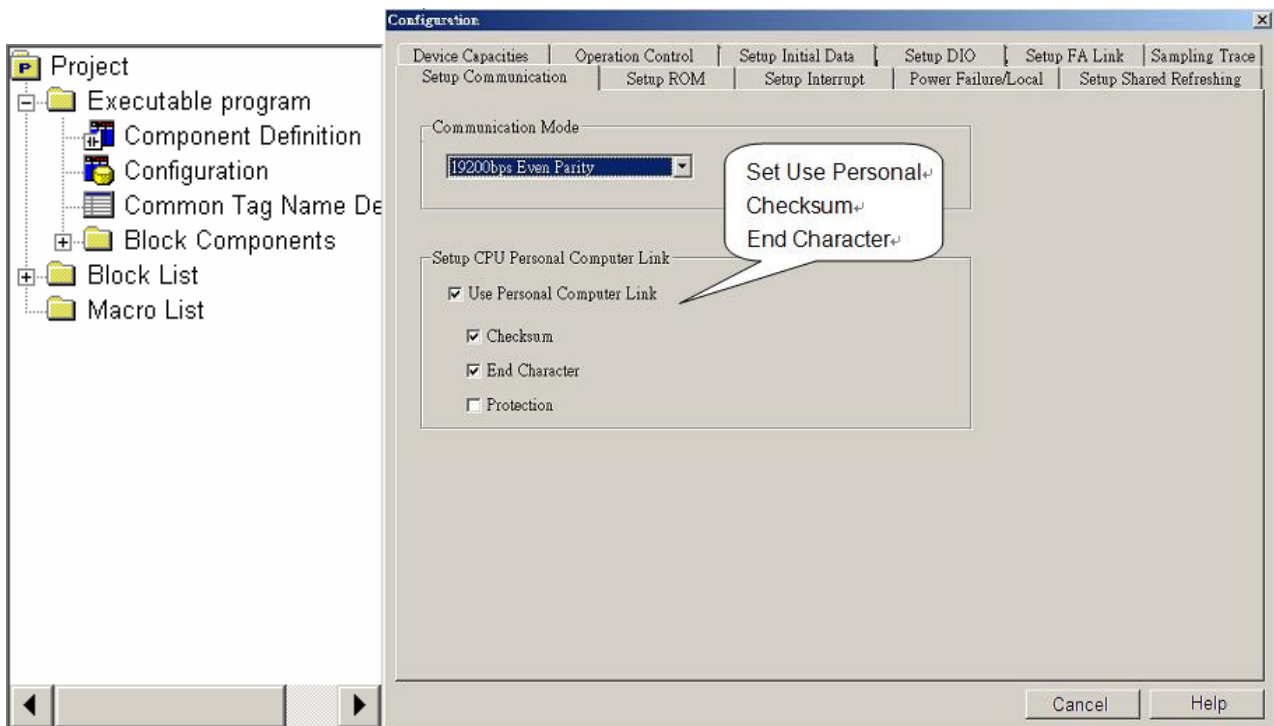 Configuration
Project
Executable program
Component Definition
Configuration
Common Tag Name De
Block Components
Block List
Macro List
Device Capacities
Operation Control
Setup Initial Data
Setup DIO
Setup FA Link
Sampling Trace
Setup Communication
Setup ROM
Setup Interrupt
Power Failure/Local
Setup Shared Refreshing
Communication Mode
19200bps Even Parity
Set Use Personal
Checksum
End Character
Setup CPU Personal Computer Link
Use Personal Computer Link
Checksum
End Character
Protection
Cancel
Help